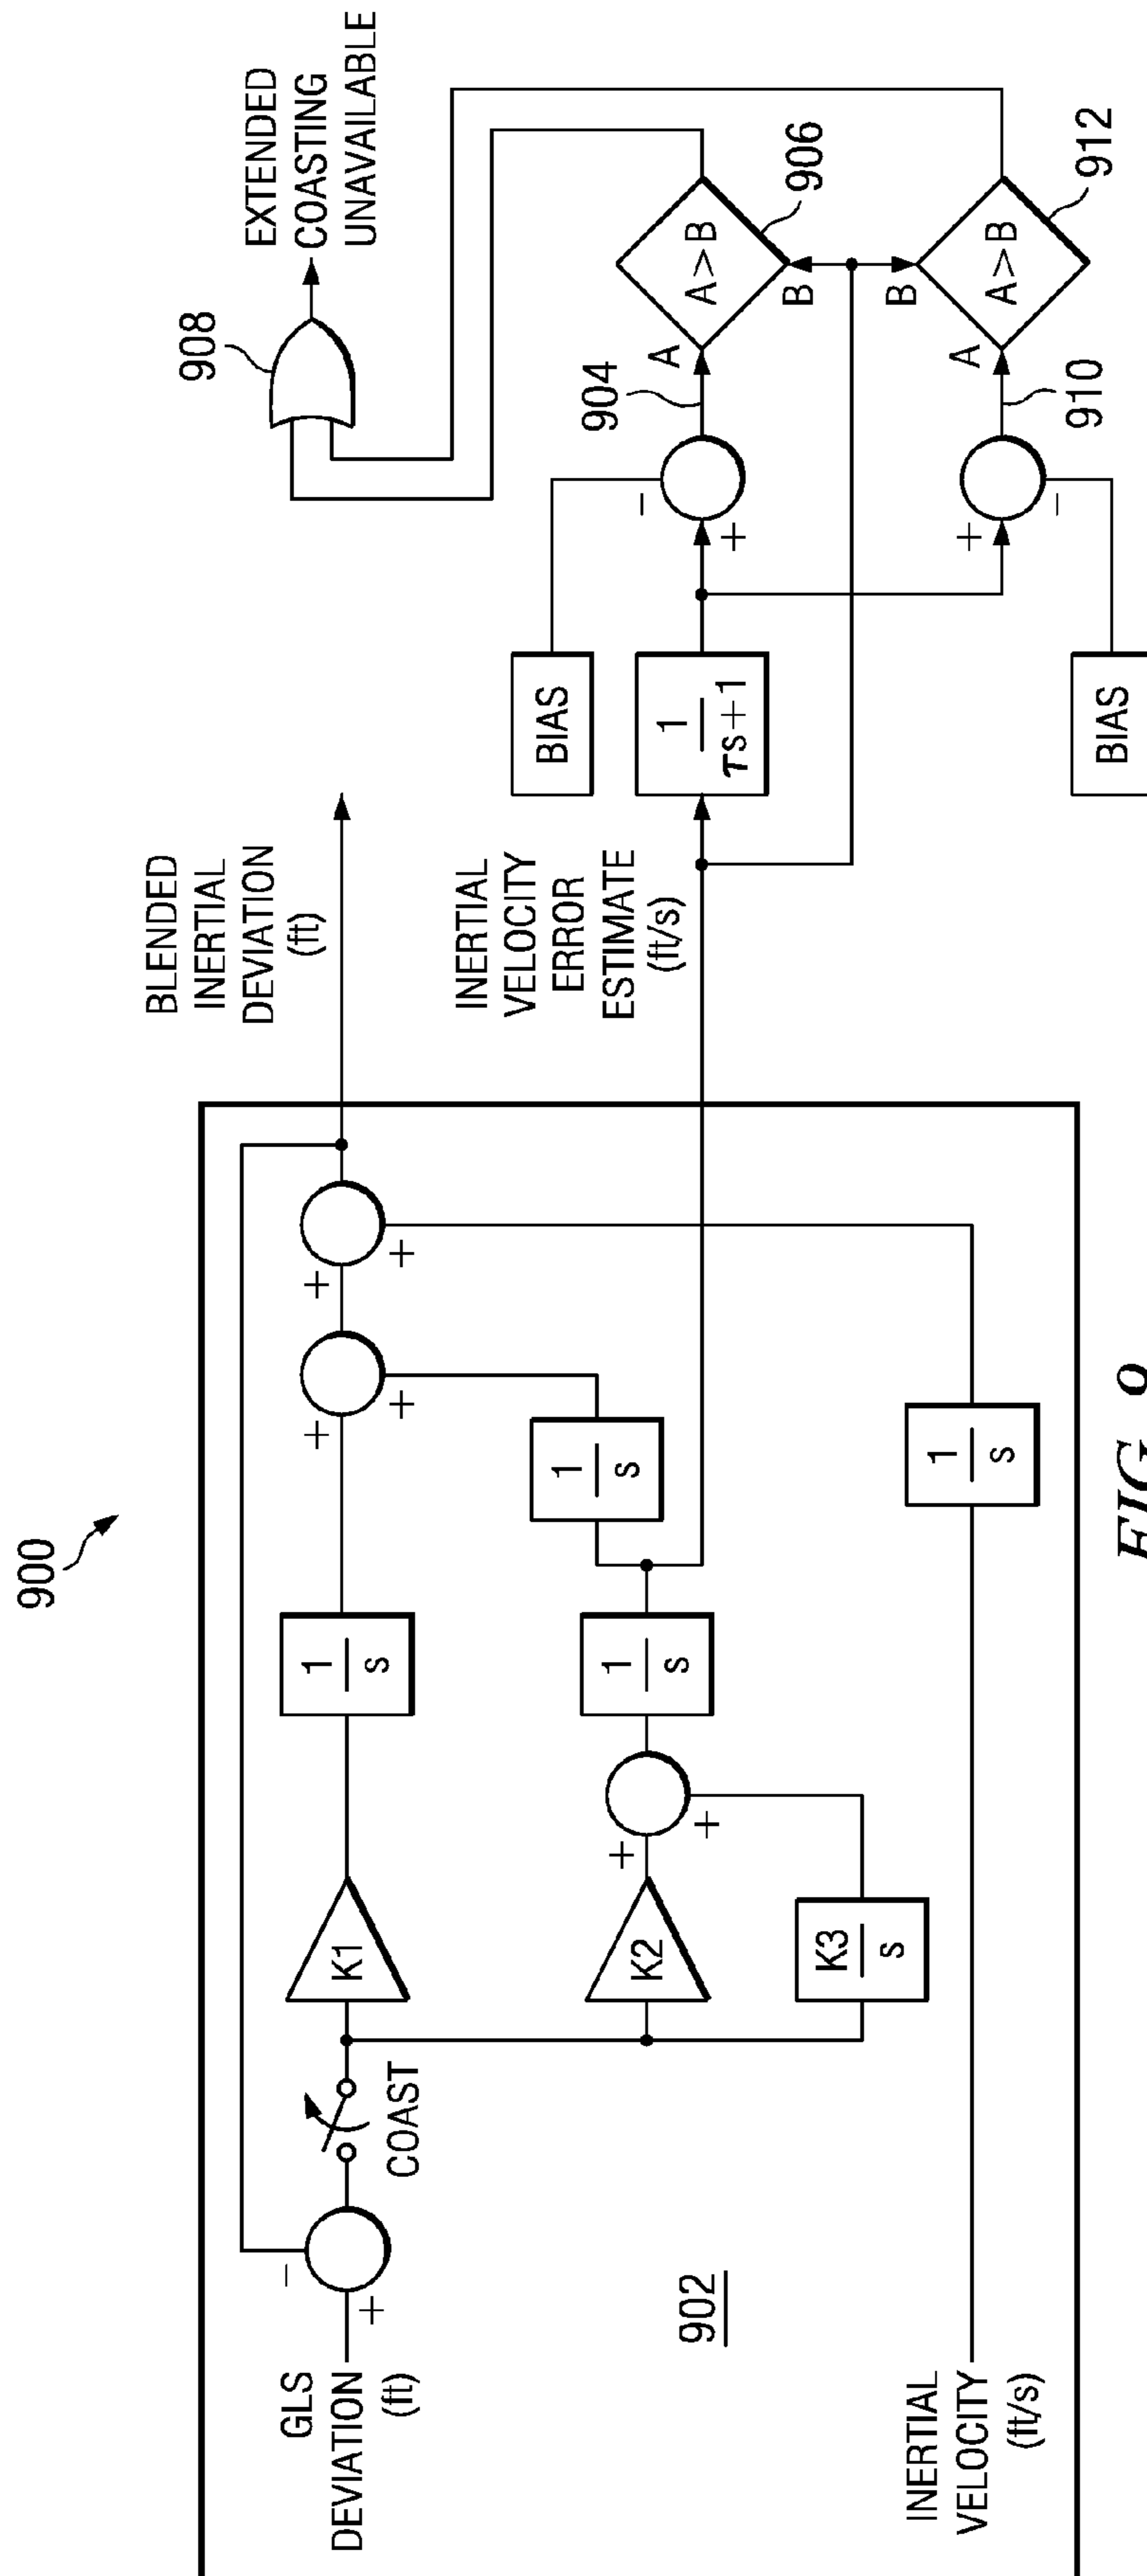 900
902
GLS
DEVIATION
(ft)
-
+
COAST
K1
1
s
+
+
+
+
K2
+
+
1
s
1
s
K3
s
INERTIAL
VELOCITY
(ft/s)
1
s
BLENDED
INERTIAL
DEVIATION
(ft)
INERTIAL
VELOCITY
ERROR
ESTIMATE
(ft/s)
BIAS
1
τs+1
BIAS
-
+
904
A
A>B
B
906
+
-
910
A
A>B
B
912
908
EXTENDED
COASTING
UNAVAILABLE
FIG.